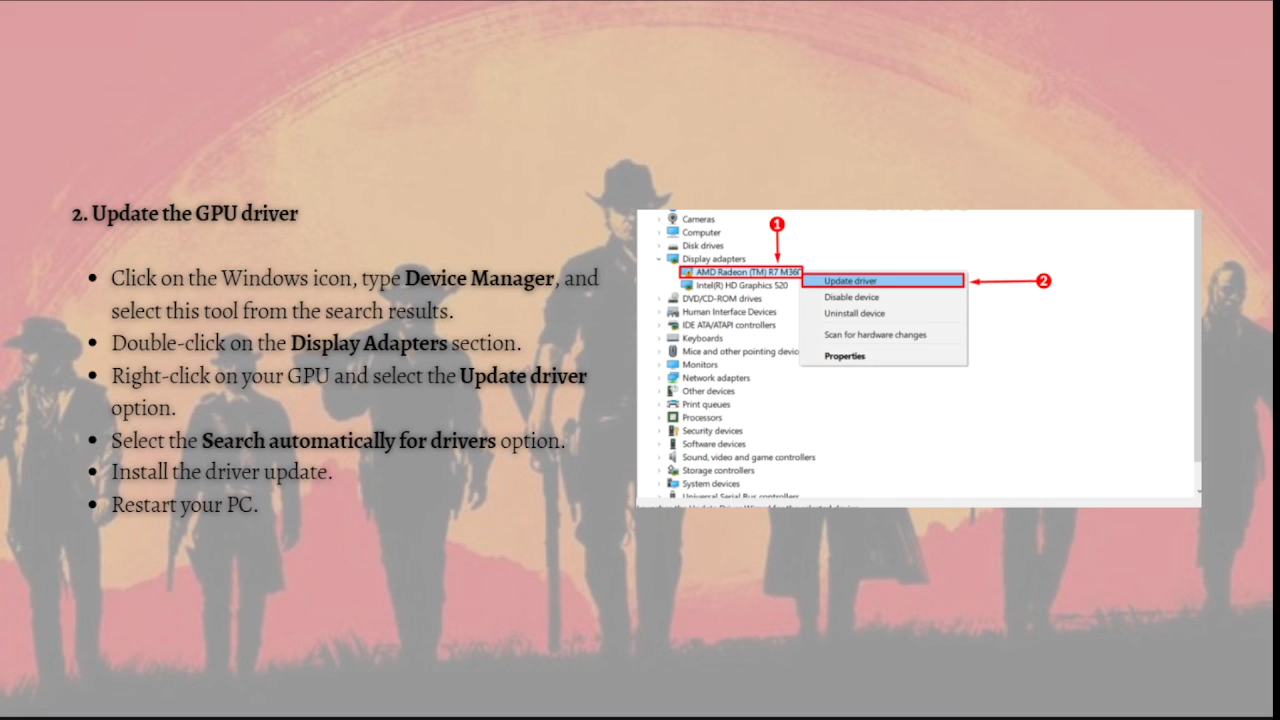 2. Update the GPU driver
• Click on the Windows icon, type Device Manager, and
select this tool from the search results.
• Double-click on the Display Adapters section.
• Right-click on your GPU and select the Update driver
option.
• Select the Search automatically for drivers option.
• Install the driver update.
• Restart your PC.
1
Cameras
Computer
Disk drives
Display adapters
AMD Radeon (TM) R7 M360
Intel(R) HD Graphics 520
DVD/CD-ROM drives
Human Interface Devices
IDE ATA/ATAPI controllers
Keyboards
Mice and other pointing devic
Monitors
Network adapters
Other devices
Print queues
Processors
Security devices
Software devices
Sound, video and game controllers
Storage controllers
System devices
Universal Serial Bus controllers
Update driver
2
Disable device
Uninstall device
Scan for hardware changes
Properties